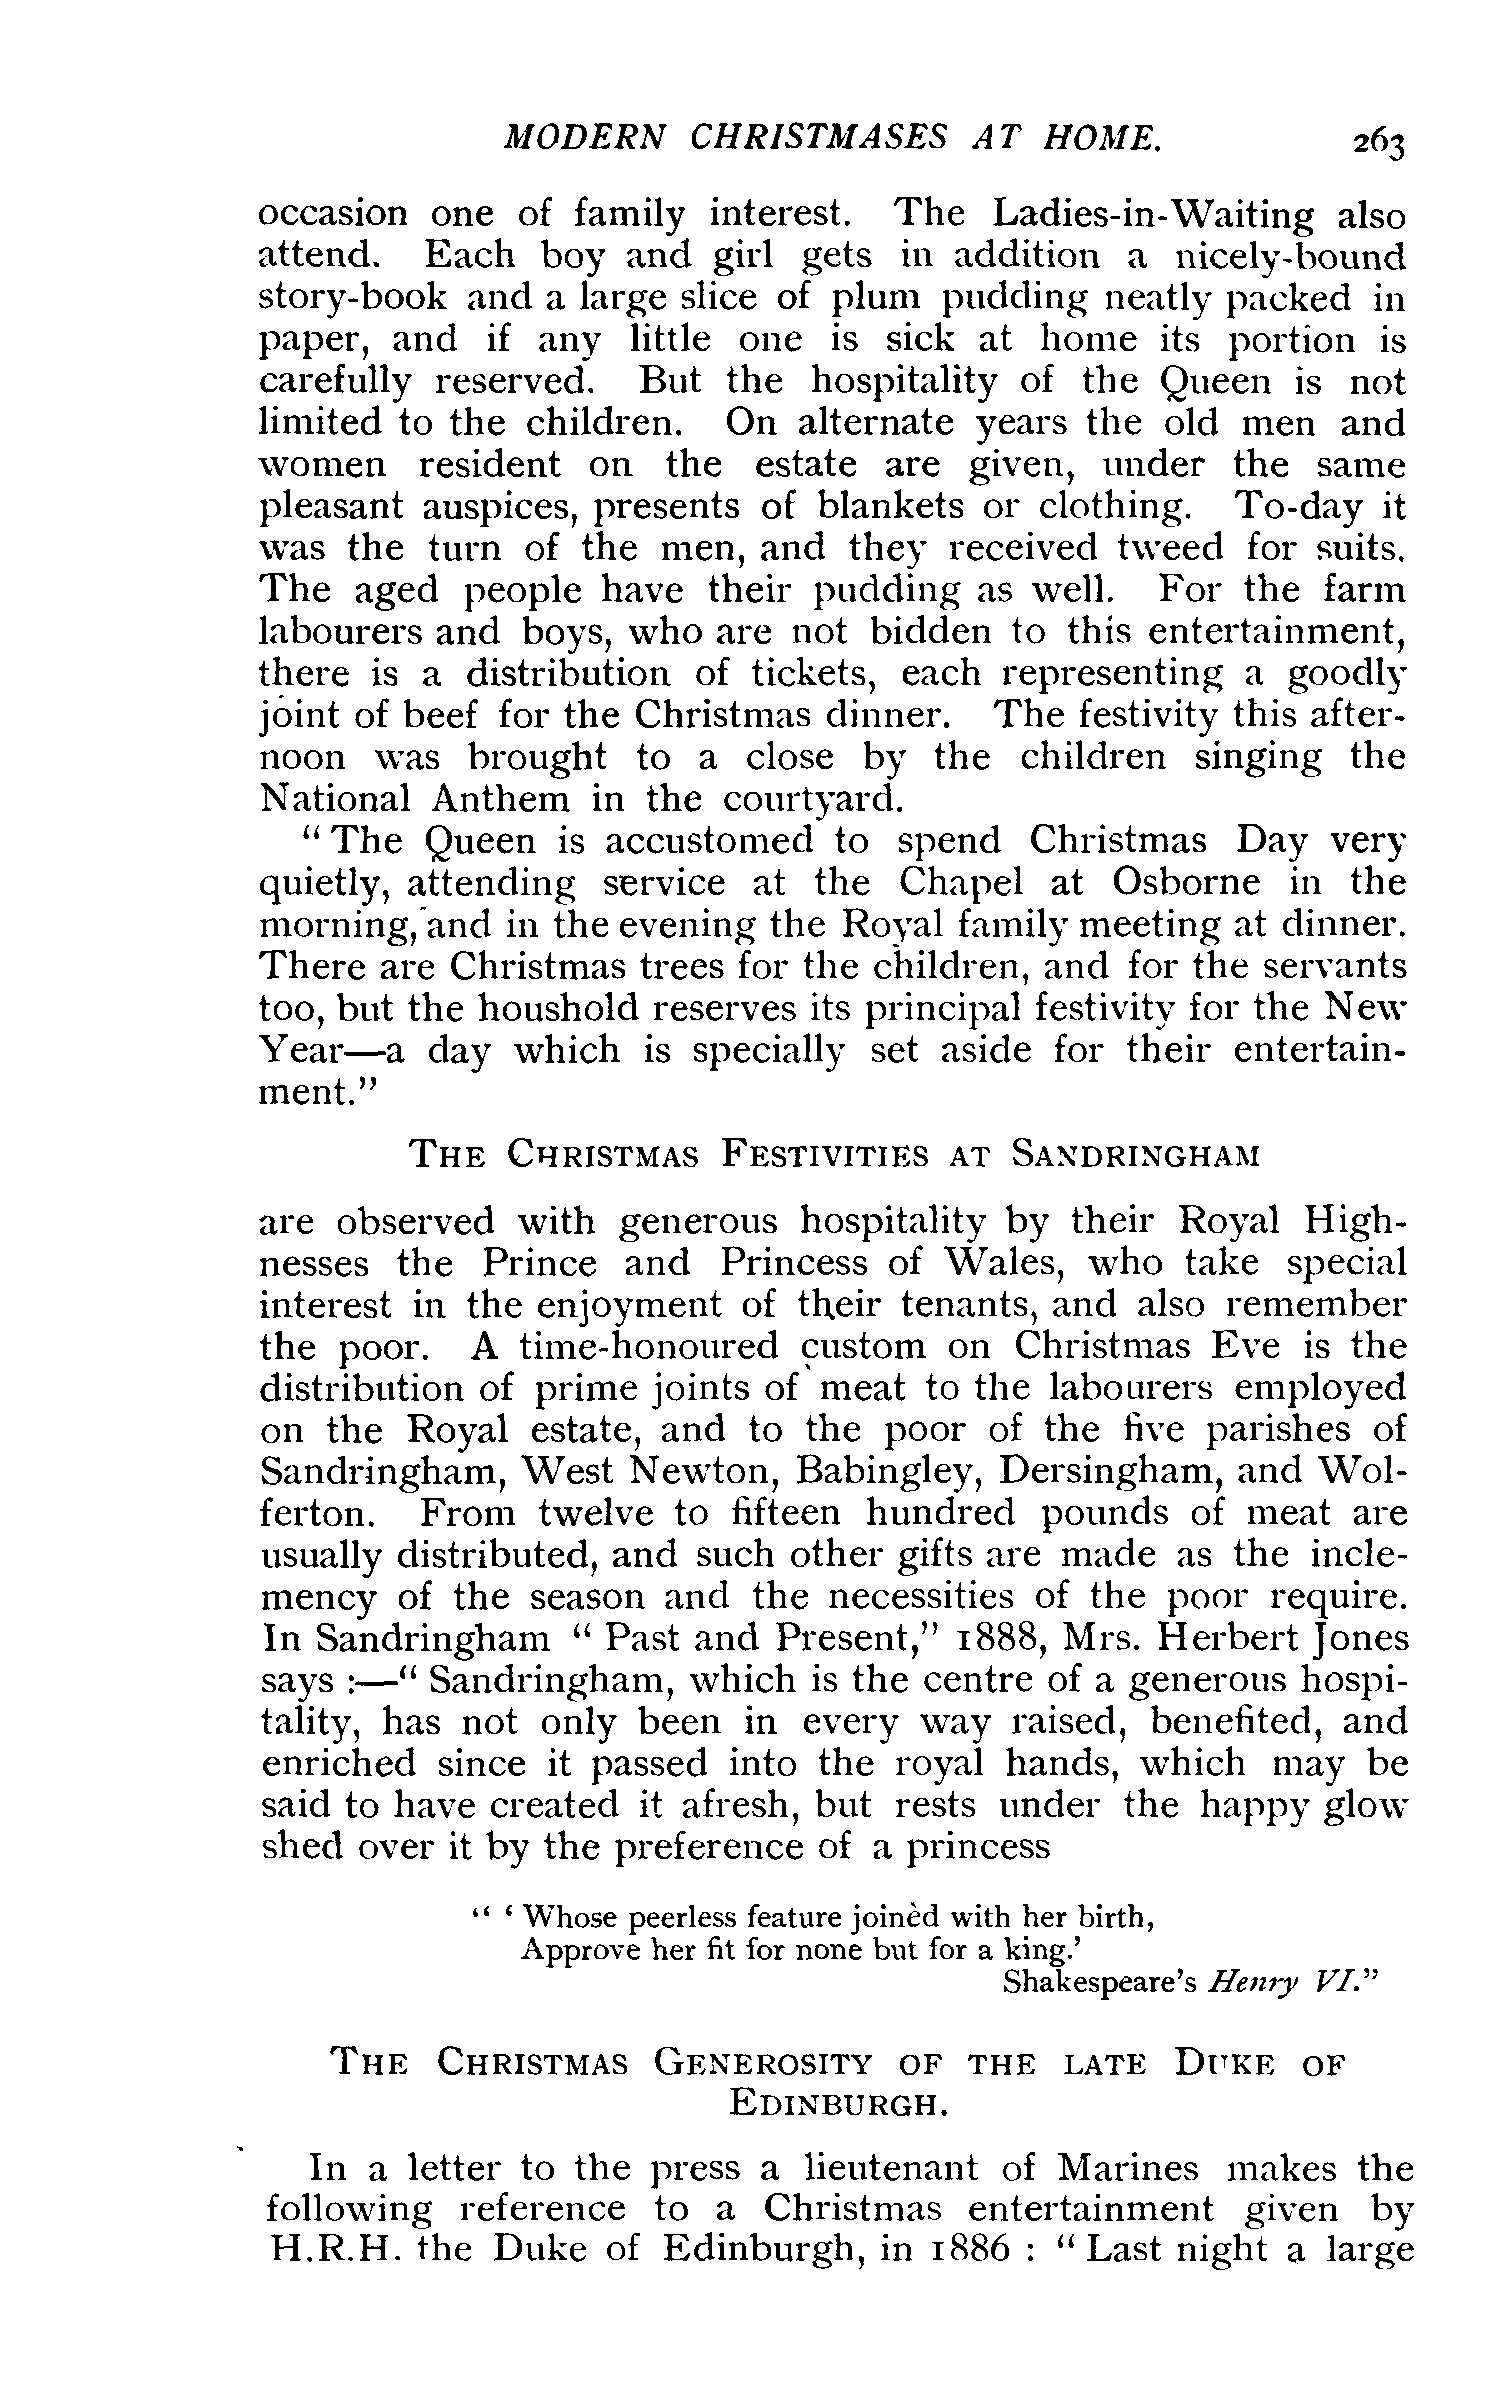 MODERN CHRISTMASES AT HOME. 263
occasion one of family interest. The Ladies-in-Waiting also
attend. Each boy and girl gets in addition a nicely-bound
story-book and a large slice of plum pudding neatly packed in
paper, and if any little one is sick at home its portion is
carefully reserved. But the hospitality of the Queen is not
limited to the children. On alternate years the old men and
women resident on the estate are given, under the same
pleasant auspices, presents of blankets or clothing. To-day it
was the turn of the men, and they received tweed for suits.
The aged people have their pudding as well. For the farm
labourers and boys, who are not bidden to this entertainment,
there is a distribution of tickets, each representing a goodly
joint of beef for the Christmas dinner. The festivity this after-
noon was brought to a close by the children singing the
National Anthem in the courtyard.
“The Queen is accustomed to spend Christmas Day very
quietly, attending service at the Chapel at Osborne in the
morning, and in the evening the Royal family meeting at dinner.
There are Christmas trees for the children, and for the servants
too, but the houshold reserves its principal festivity for the New
Year—a day which is specially set aside for their entertain-
ment.”
THE CHRISTMAS FESTIVITIES AT SANDRINGHAM
are observed with generous hospitality by their Royal High-
nesses the Prince and Princess of Wales, who take special
interest in the enjoyment of their tenants, and also remember
the poor. A time-honoured custom on Christmas Eve is the
distribution of prime joints of meat to the labourers employed
on the Royal estate, and to the poor of the five parishes of
Sandringham, West Newton, Babingley, Dersingham, and Wol-
ferton. From twelve to fifteen hundred pounds of meat are
usually distributed, and such other gifts are made as the incle-
mency of the season and the necessities of the poor require.
In Sandringham “Past and Present,” 1888, Mrs. Herbert Jones
says :—“Sandringham, which is the centre of a generous hospi-
tality, has not only been in every way raised, benefited, and
enriched since it passed into the royal hands, which may be
said to have created it afresh, but rests under the happy glow
shed over it by the preference of a princess
“‘Whose peerless feature joinèd with her birth,
Approve her fit for none but for a king.’
Shakespeare’s Henry VI.”
THE CHRISTMAS GENEROSITY OF THE LATE DUKE OF
EDINBURGH.
In a letter to the press a lieutenant of Marines makes the
following reference to a Christmas entertainment given by
H.R.H. the Duke of Edinburgh, in 1886 : “Last night a large